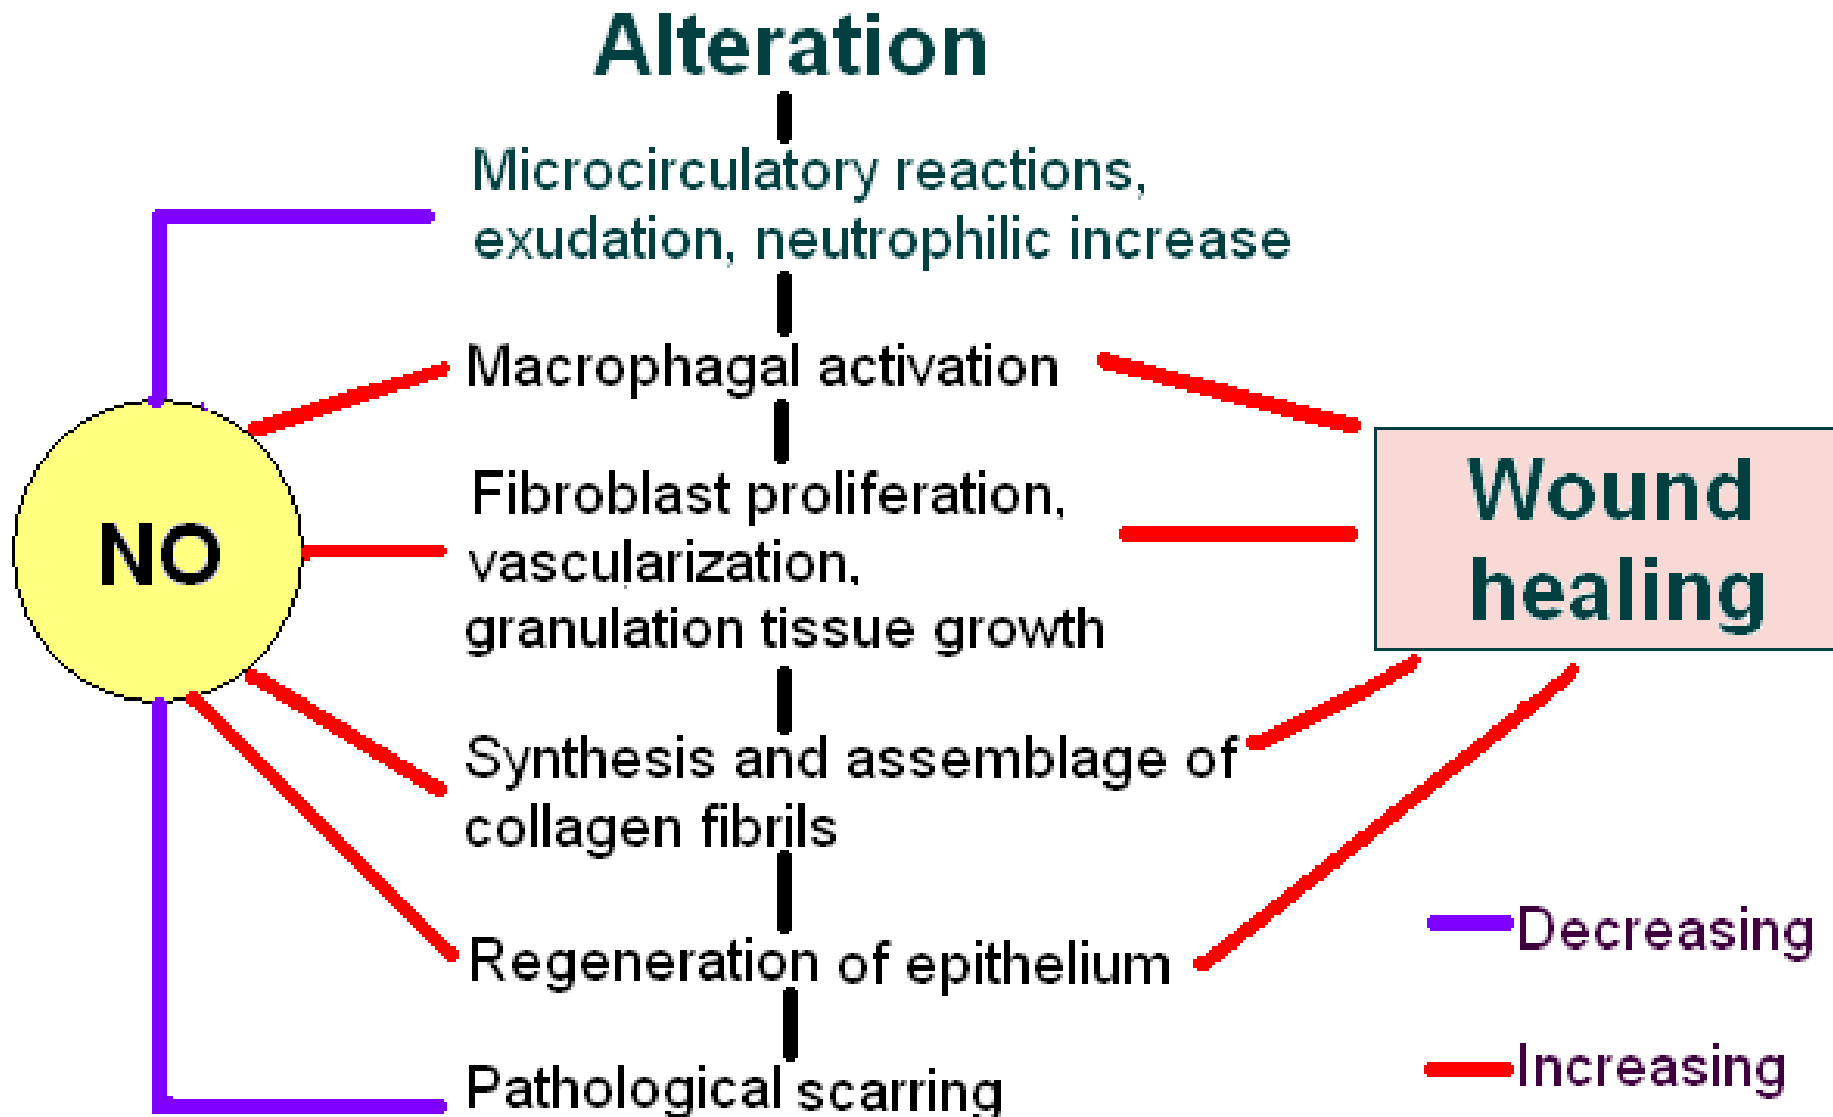 Alteration
Microcirculatory reactions,
exudation, neutrophilic increase
Macrophagal activation
Fibroblast proliferation,
vascularization,
granulation tissue growth
NO
Wound
healing
Synthesis and assemblage of
collagen fibrils
Regeneration of epithelium
Pathological scarring
Decreasing
Increasing